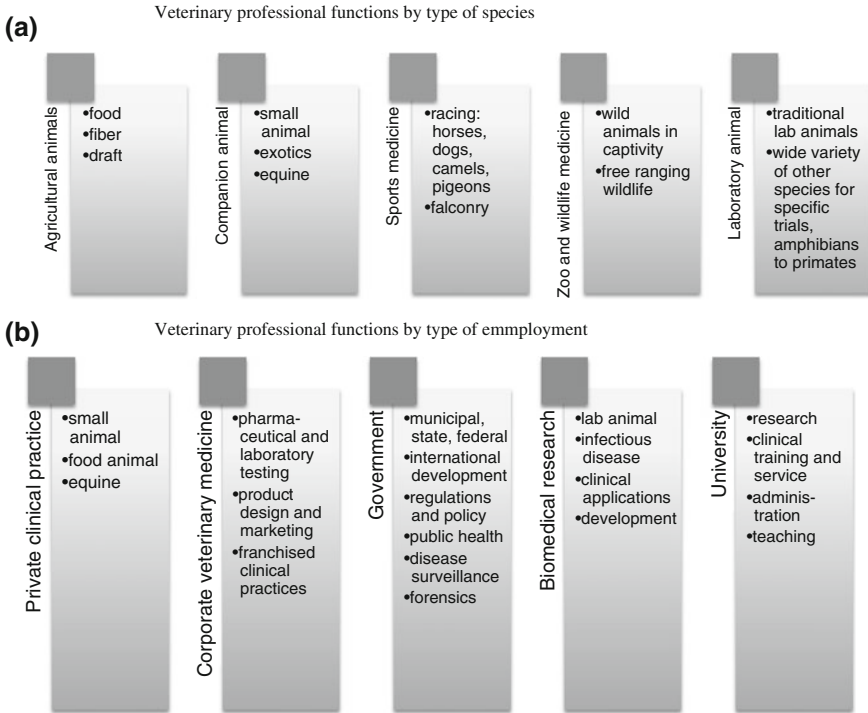 Veterinary professional functions by type of species
(a)
Agricultural animals
•food
•fiber
•draft
Companion animal
•small
animal
•exotics
•equine
Sports medicine
•racing:
horses,
dogs,
camels,
pigeons
•falconry
Zoo and wildlife medicine
•wild
animals in
captivity
•free ranging
wildlife
Laboratory animal
•traditional
lab animals
•wide variety
of other
species for
specific
trials,
amphibians
to primates
(b)
Veterinary professional functions by type of emmployment
Private clinical practice
•small
animal
•food animal
•equine
Corporate veterinary medicine
•pharma-
ceutical and
laboratory
testing
•product
design and
marketing
•franchised
clinical
practices
Government
•municipal,
state, federal
•international
development
•regulations
and policy
•public health
•disease
surveillance
•forensics
Biomedical research
•lab animal
•infectious
disease
•clinical
applications
•development
University
•research
•clinical
training and
service
•adminis-
tration
•teaching